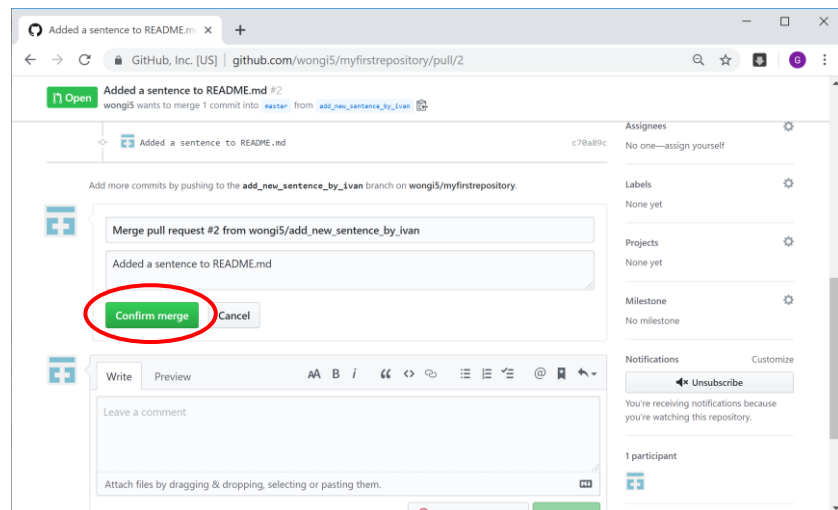 Added a sentence to README.m
GitHub, Inc. [US] | github.com/wongi5/myfirstrepository/pull/2
G
Open
Added a sentence to README.md #2
wongi5 wants to merge 1 commit into master from add_new_sentence_by_ivan
Added a sentence to README.md c70a89c
Add more commits by pushing to the add_new_sentence_by_ivan branch on wongi5/myfirstrepository.
Merge pull request #2 from wongi5/add_new_sentence_by_ivan
Added a sentence to README.md
Confirm merge Cancel
Write Preview AA B i
Leave a comment
Attach files by dragging & dropping, selecting or pasting them.
Assignees
No one—assign yourself
Labels
None yet
Projects
None yet
Milestone
No milestone
Notifications Customize
Unsubscribe
You're receiving notifications because
you're watching this repository.
1 participant